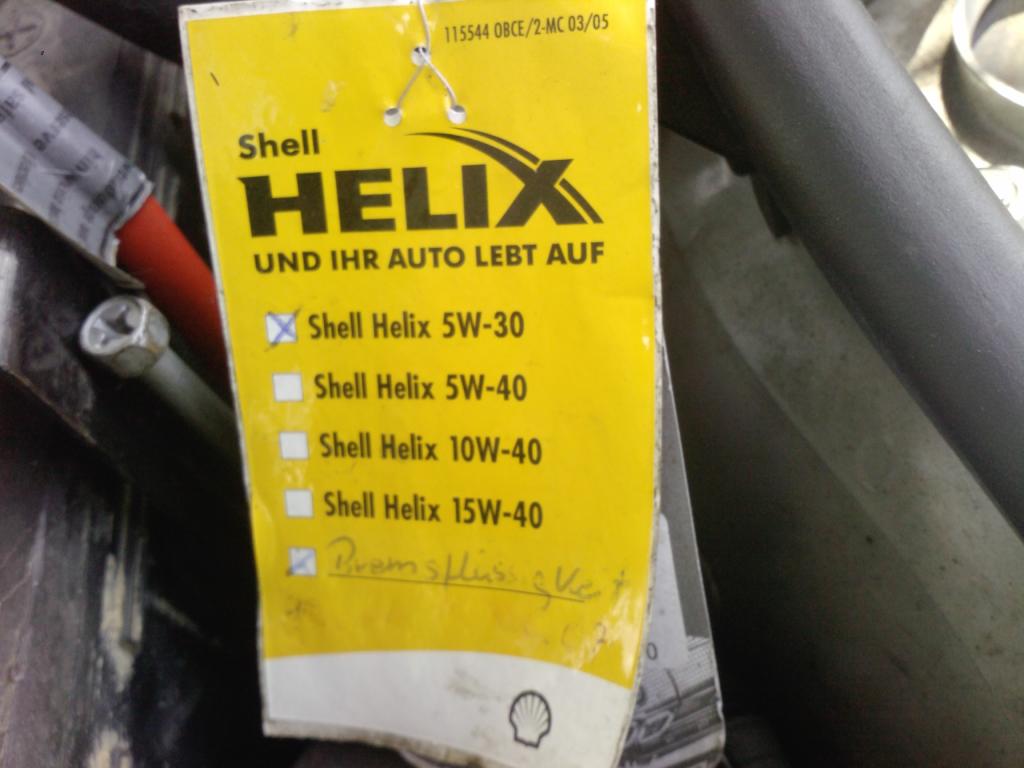 115544 OBCE/2-MC 03/05
Shell
HELIX
UND IHR AUTO LEBT AUF
Shell Helix 5W-30
Shell Helix 5W-40
Shell Helix 10W-40
Shell Helix 15W-40
Bremsflüssigkeit
0